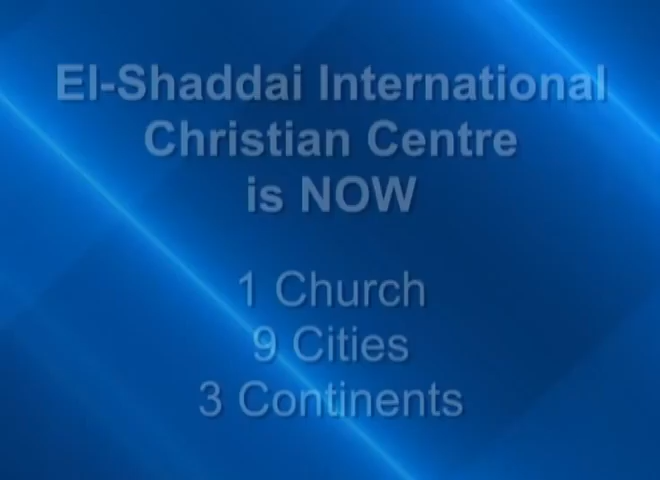 El-Shaddai International
Christian Centre
is NOW
1 Church
9 Cities
3 Continents